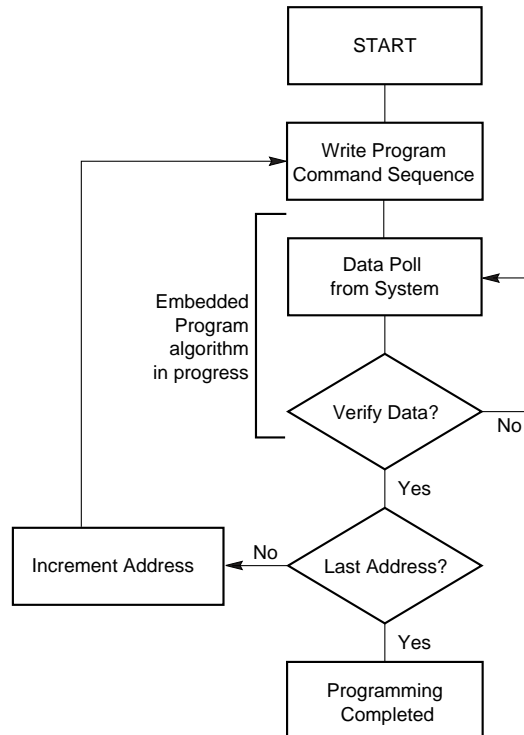 START
Write Program
Command Sequence
Data Poll
from System
Embedded
Program
algorithm
in progress
Verify Data?
No
Yes
No
Increment Address
Last Address?
Yes
Programming
Completed